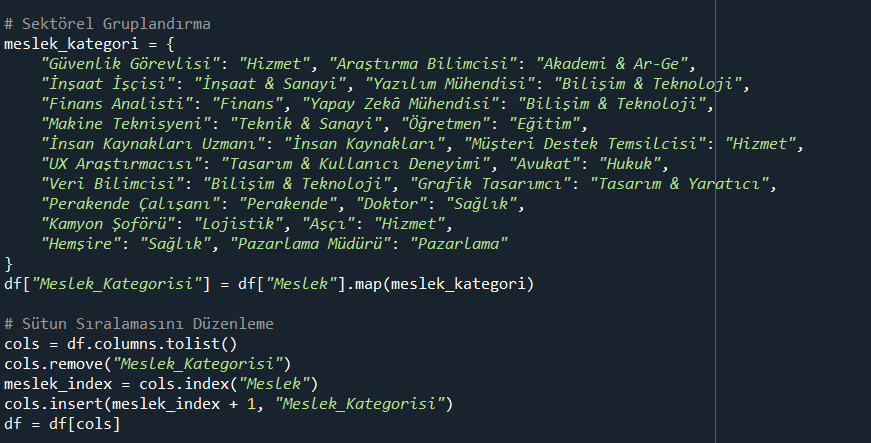 # Sektörel Gruplandırma
meslek_kategori = {
    "Güvenlik Görevlisi": "Hizmet", "Araştırma Bilimcisi": "Akademi & Ar-Ge",
    "İnşaat İşçisi": "İnşaat & Sanayi", "Yazılım Mühendisi": "Bilişim & Teknoloji",
    "Finans Analisti": "Finans", "Yapay Zekâ Mühendisi": "Bilişim & Teknoloji",
    "Makine Teknisyeni": "Teknik & Sanayi", "Öğretmen": "Eğitim",
    "İnsan Kaynakları Uzmanı": "İnsan Kaynakları", "Müşteri Destek Temsilcisi": "Hizmet",
    "UX Araştırmacısı": "Tasarım & Kullanıcı Deneyimi", "Avukat": "Hukuk",
    "Veri Bilimcisi": "Bilişim & Teknoloji", "Grafik Tasarımcı": "Tasarım & Yaratıcı",
    "Perakende Çalışanı": "Perakende", "Doktor": "Sağlık",
    "Kamyon Şoförü": "Lojistik", "Aşçı": "Hizmet",
    "Hemşire": "Sağlık", "Pazarlama Müdürü": "Pazarlama"
}
df["Meslek_Kategorisi"] = df["Meslek"].map(meslek_kategori)
# Sütun Sıralamasını Düzenleme
cols = df.columns.tolist()
cols.remove("Meslek_Kategorisi")
meslek_index = cols.index("Meslek")
cols.insert(meslek_index + 1, "Meslek_Kategorisi")
df = df[cols]